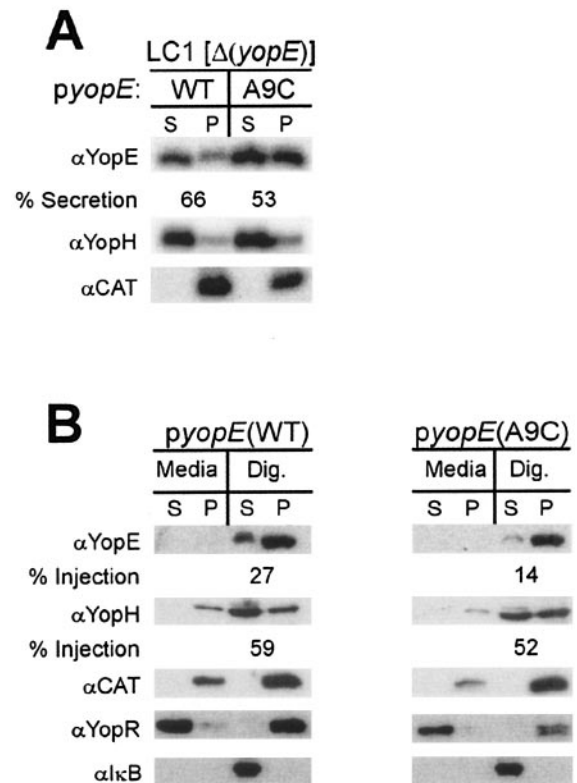 A
LC1 [Δ(yopE)]
pyopE: WT A9C
S P S P
αYopE
% Secretion 66 53
αYopH
αCAT
B
pyopE(WT) pyopE(A9C)
Media Dig. Media Dig.
S P S P S P S P
αYopE
% Injection 27 14
αYopH
% Injection 59 52
αCAT
αYopR
αIκB